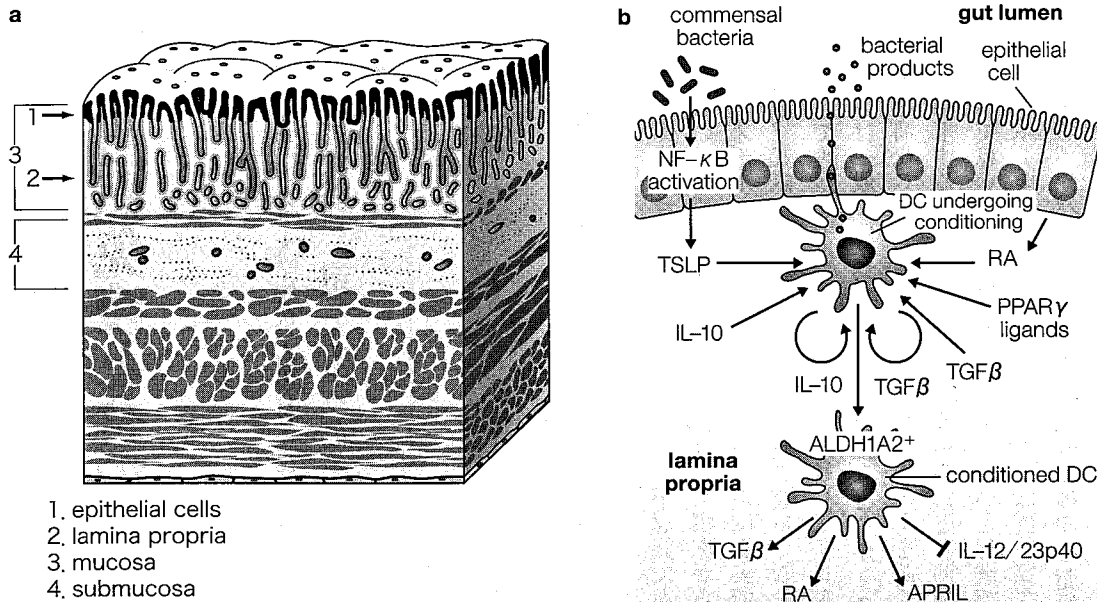 a
1
3
2
4
1. epithelial cells
2. lamina propria
3. mucosa
4. submucosa
b
commensal
bacteria
gut lumen
bacterial
products
epithelial
cell
NF-κB
activation
DC undergoing
conditioning
TSLP
RA
IL-10
PPARγ
ligands
IL-10
TGFβ
TGFβ
ALDH1A2⁺
lamina
propria
conditioned DC
TGFβ
IL-12/23p40
RA
APRIL